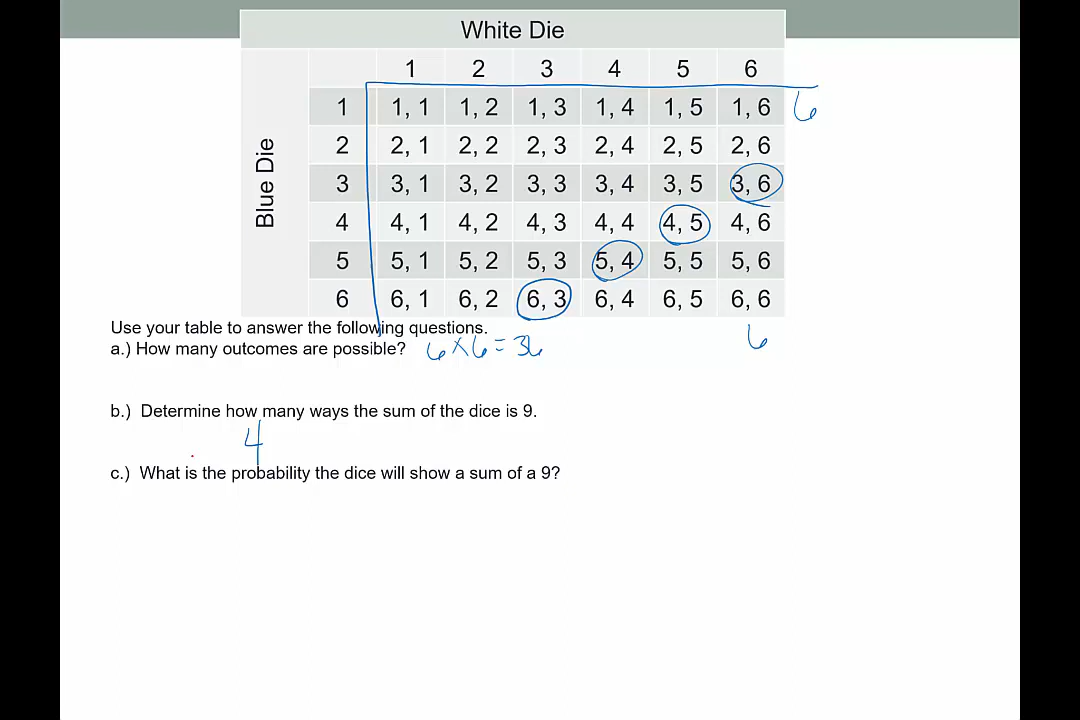 White Die
1 2 3 4 5 6
Blue Die
1 1, 1 1, 2 1, 3 1, 4 1, 5 1, 6 6
2 2, 1 2, 2 2, 3 2, 4 2, 5 2, 6
3 3, 1 3, 2 3, 3 3, 4 3, 5 3, 6
4 4, 1 4, 2 4, 3 4, 4 4, 5 4, 6
5 5, 1 5, 2 5, 3 5, 4 5, 5 5, 6
6 6, 1 6, 2 6, 3 6, 4 6, 5 6, 6
6
Use your table to answer the following questions.
a.) How many outcomes are possible? 6 x 6 = 36
b.) Determine how many ways the sum of the dice is 9.
4
c.) What is the probability the dice will show a sum of a 9?